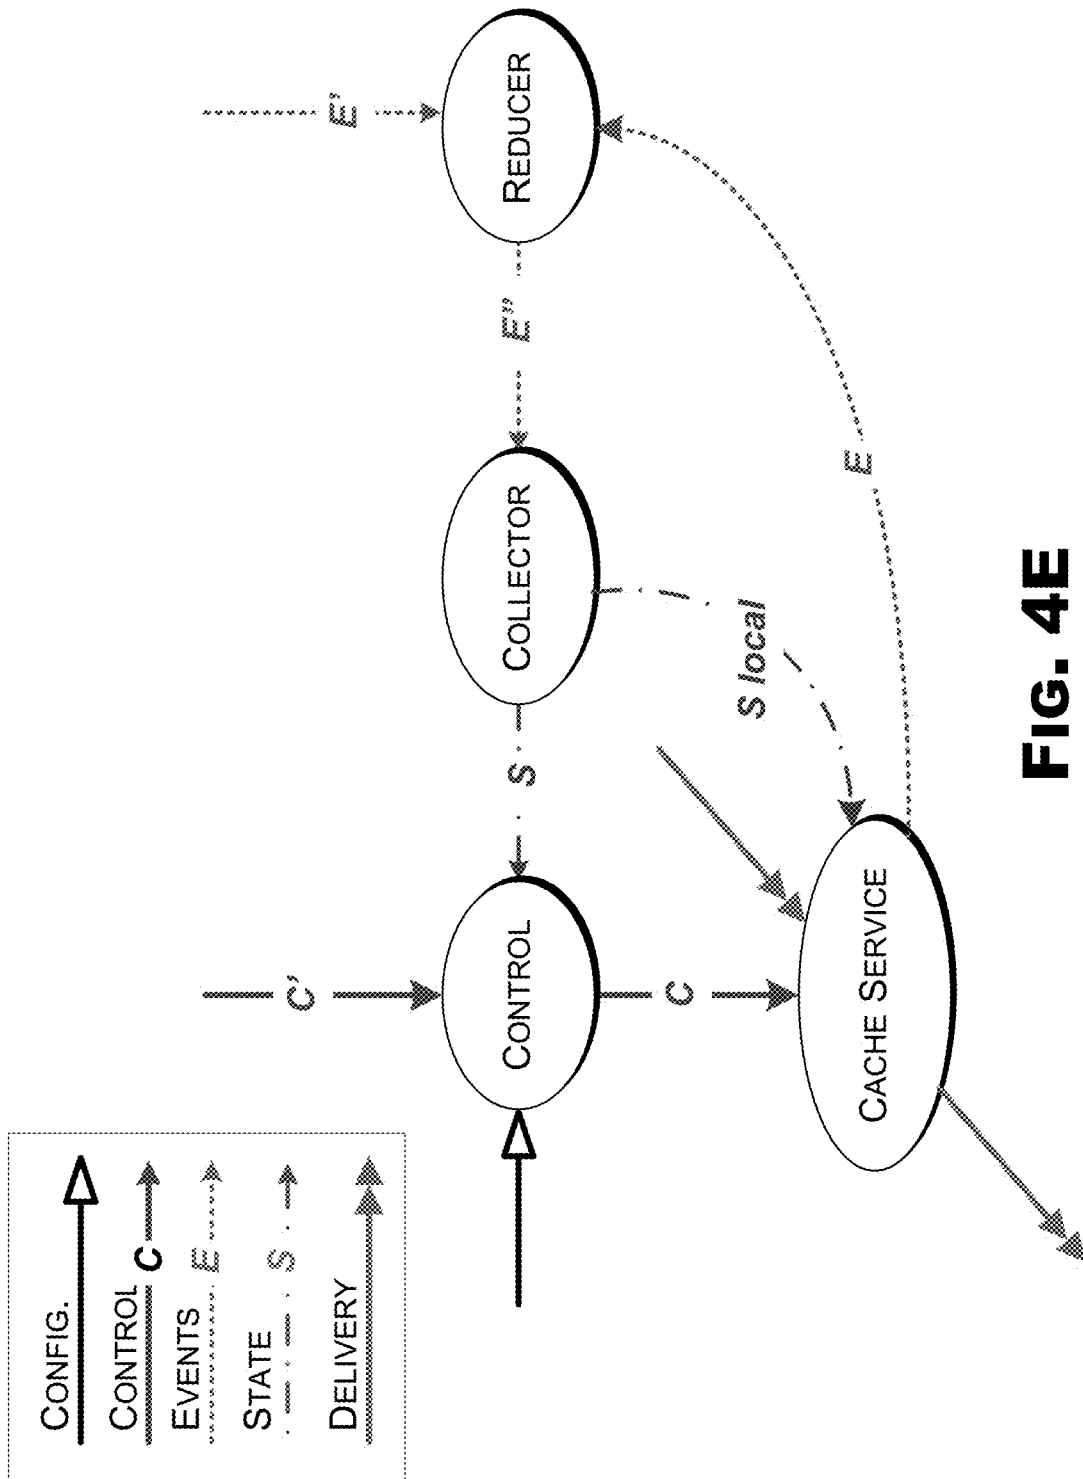 CONFIG.
CONTROL C
EVENTS E
STATE S
DELIVERY
C'
E'
CONTROL
S
COLLECTOR
E"
REDUCER
C
S local
E
CACHE SERVICE
FIG. 4E